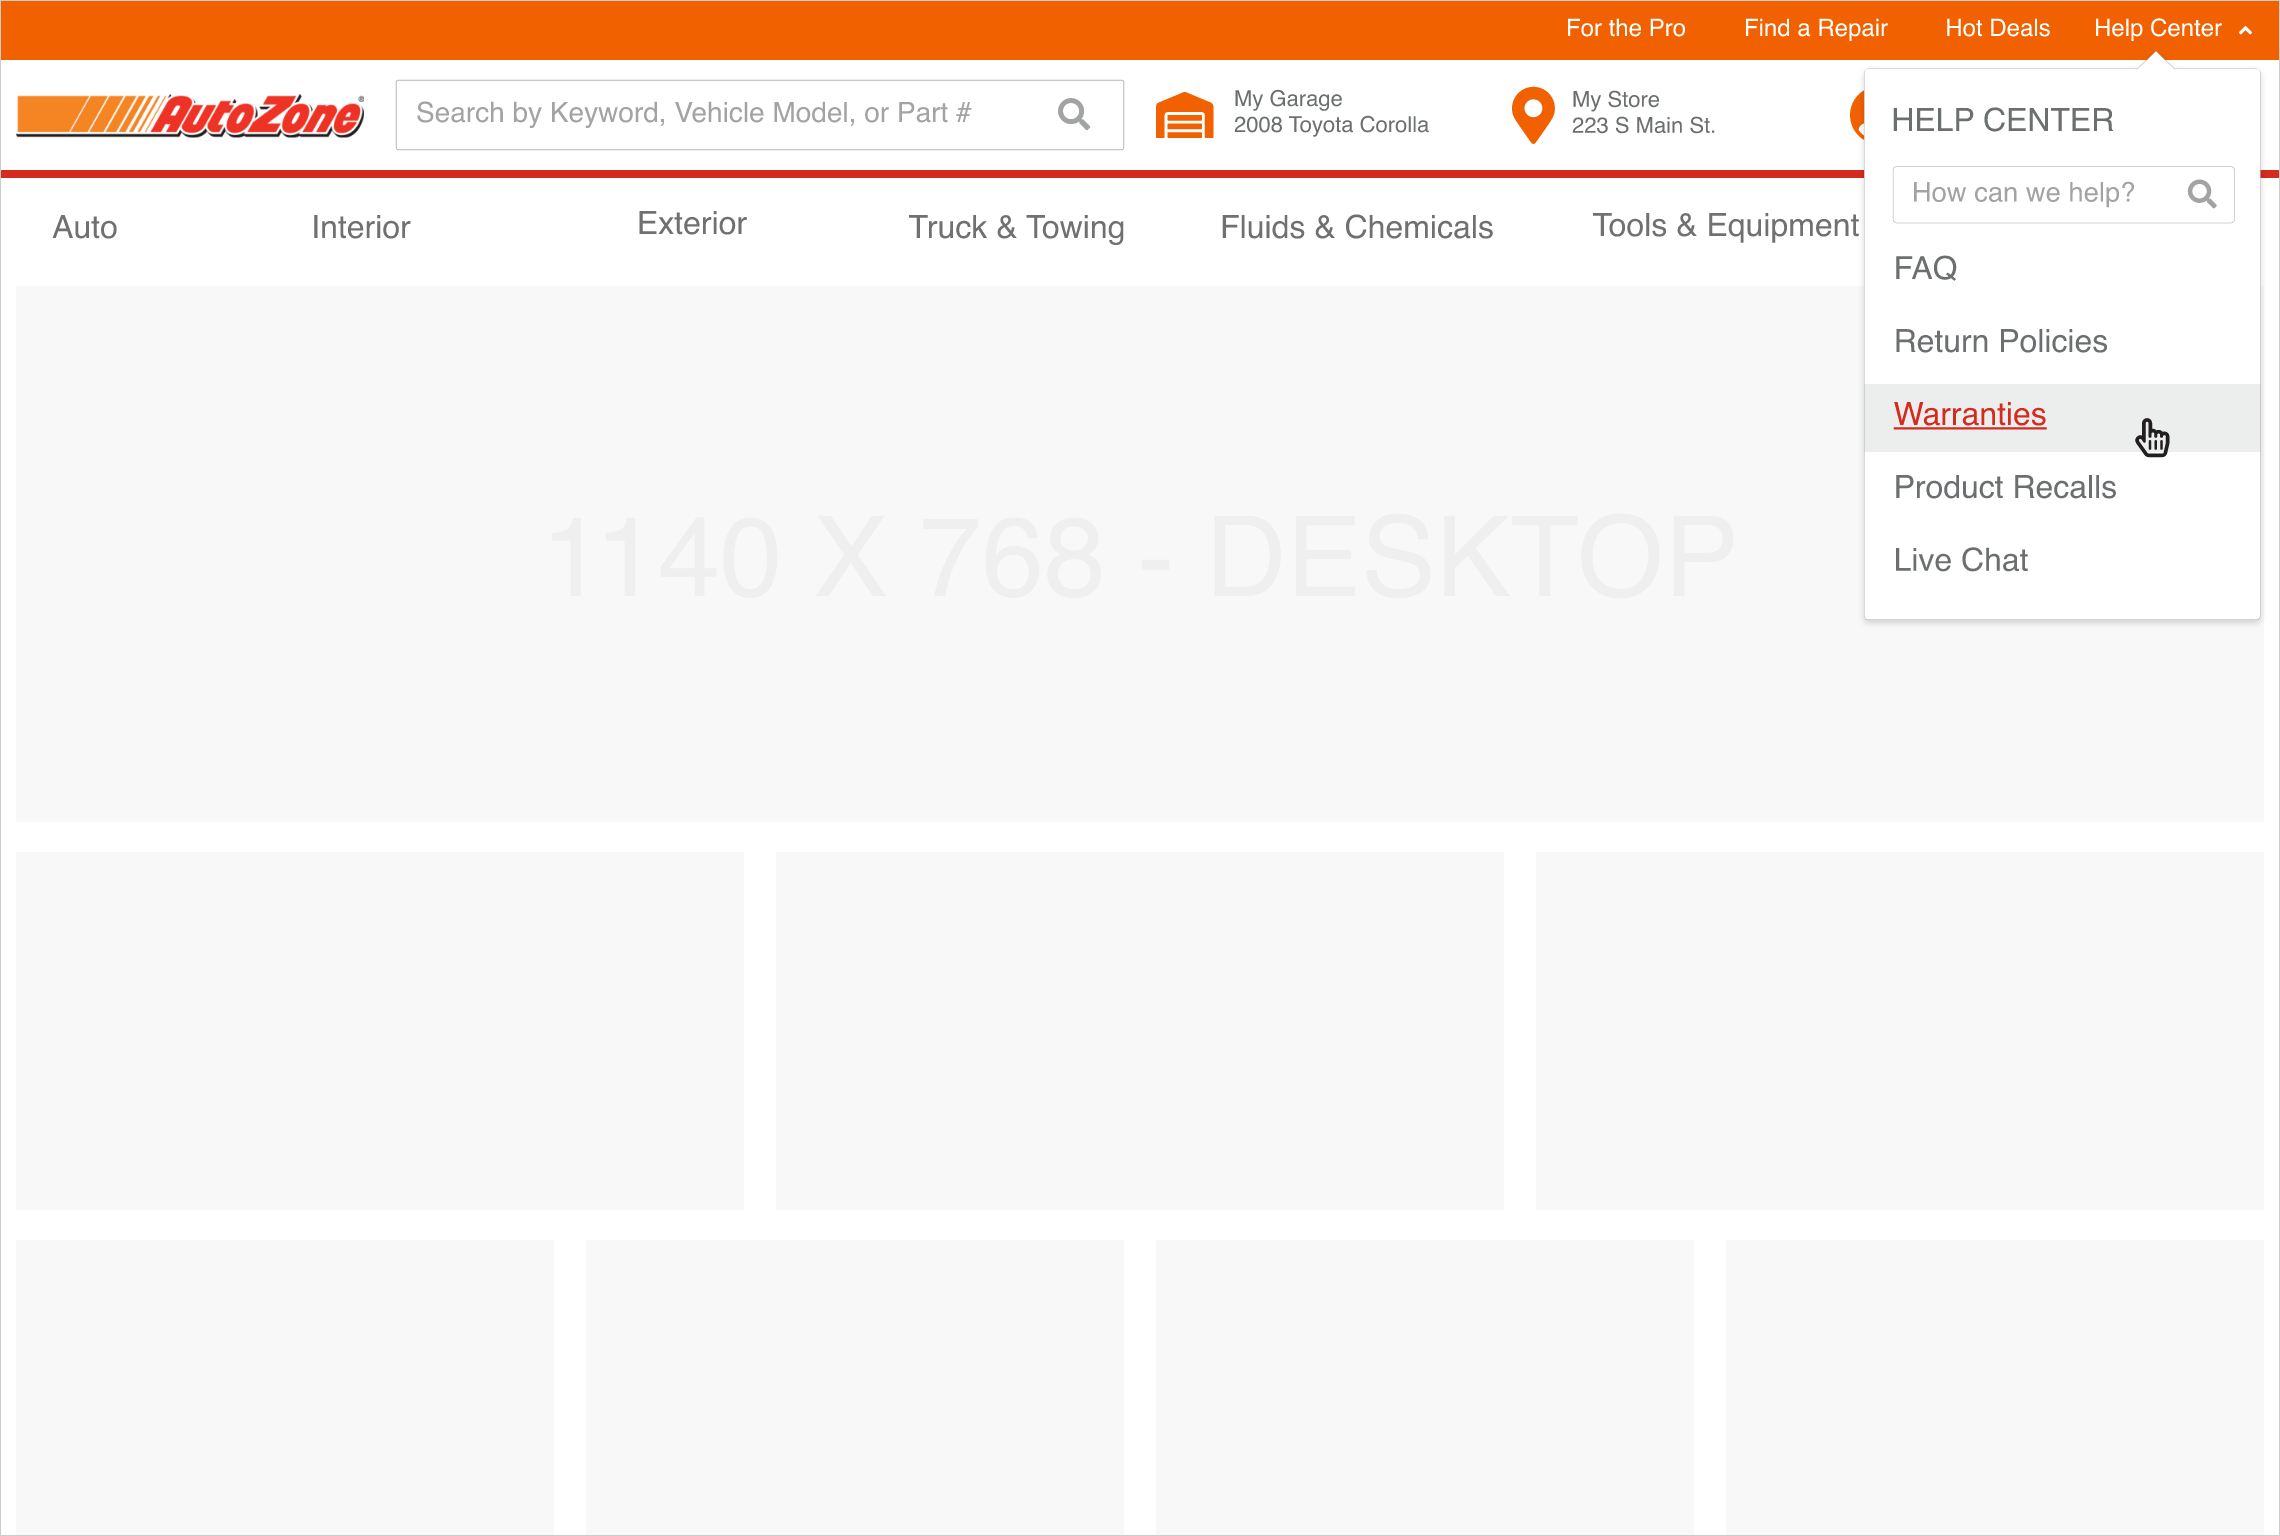 For the Pro
Find a Repair
Hot Deals
Help Center
AutoZone®
Search by Keyword, Vehicle Model, or Part #
My Garage
2008 Toyota Corolla
My Store
223 S Main St.
HELP CENTER
How can we help?
FAQ
Return Policies
Warranties
Product Recalls
Live Chat
Auto
Interior
Exterior
Truck & Towing
Fluids & Chemicals
Tools & Equipment
1140 X 768 - DESKTOP